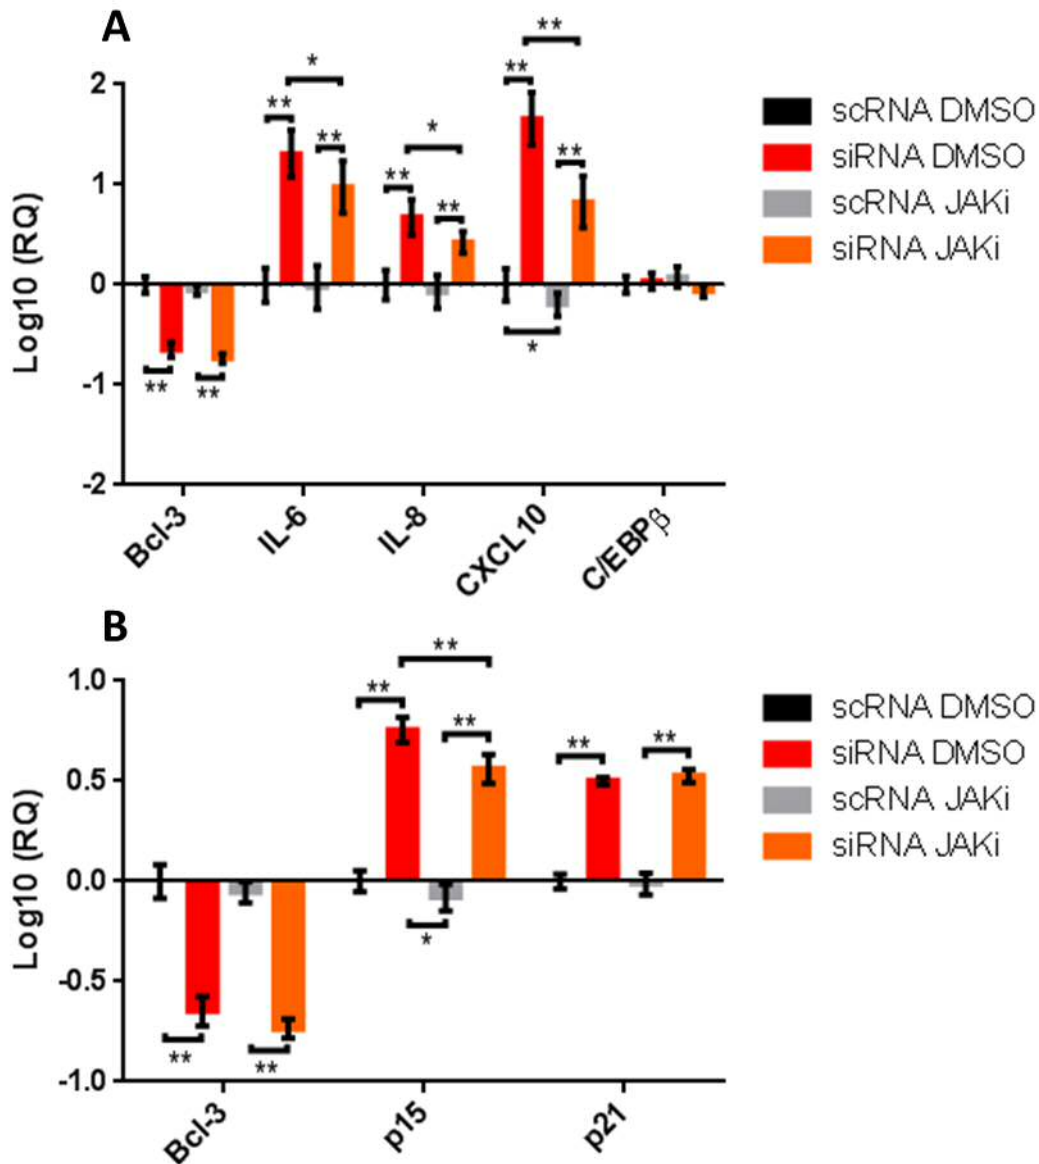 A
** **
* **
2
** * **
** **
1 ** **
0
** **
*
-1
-2
Log10 (RQ)
Bcl-3 IL-6 IL-8 CXCL10 C/EBPβ
scRNA DMSO
siRNA DMSO
scRNA JAKi
siRNA JAKi
B
**
1.0
** ** ** **
0.5
0.0
*
-0.5
** **
-1.0
Log10 (RQ)
Bcl-3 p15 p21
scRNA DMSO
siRNA DMSO
scRNA JAKi
siRNA JAKi